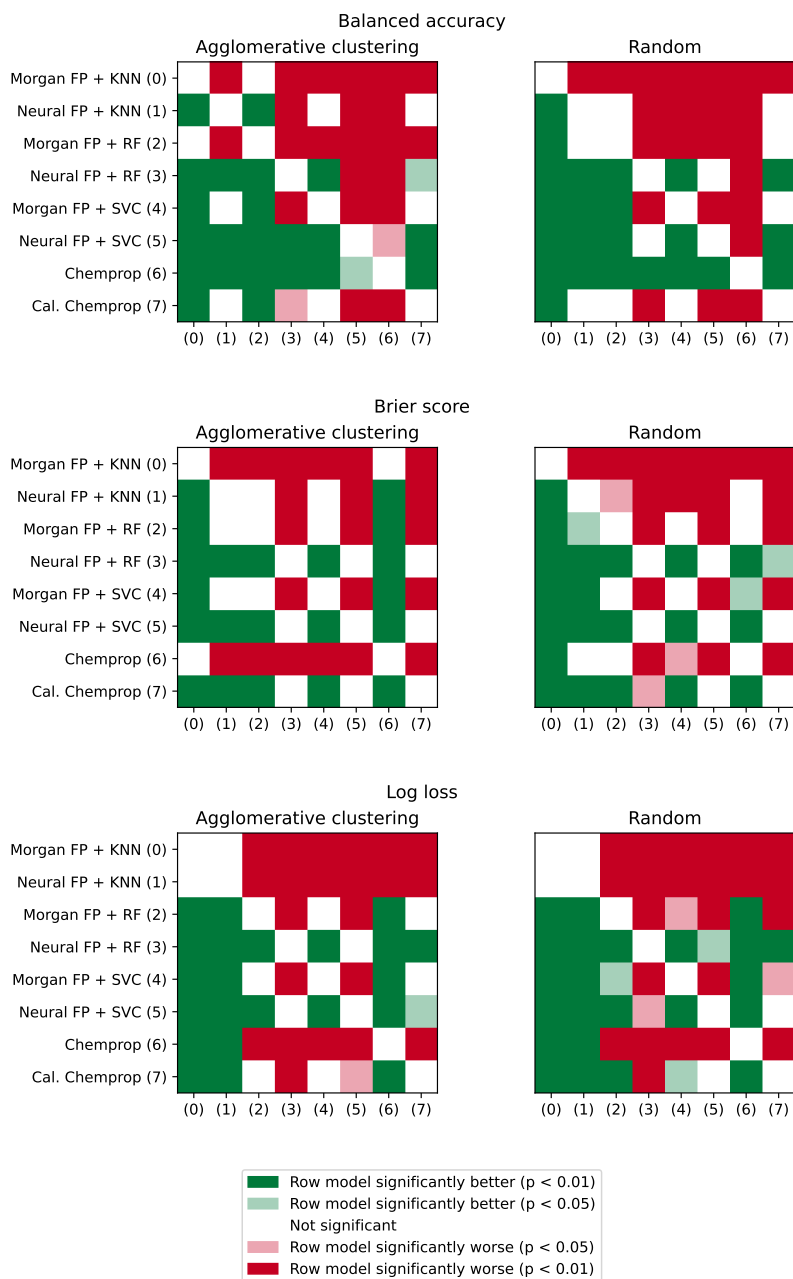 Balanced accuracy
Agglomerative clustering
Random
Morgan FP + KNN (0)
Neural FP + KNN (1)
Morgan FP + RF (2)
Neural FP + RF (3)
Morgan FP + SVC (4)
Neural FP + SVC (5)
Chemprop (6)
Cal. Chemprop (7)
(0) (1) (2) (3) (4) (5) (6) (7)
(0) (1) (2) (3) (4) (5) (6) (7)
Brier score
Agglomerative clustering
Random
Morgan FP + KNN (0)
Neural FP + KNN (1)
Morgan FP + RF (2)
Neural FP + RF (3)
Morgan FP + SVC (4)
Neural FP + SVC (5)
Chemprop (6)
Cal. Chemprop (7)
(0) (1) (2) (3) (4) (5) (6) (7)
(0) (1) (2) (3) (4) (5) (6) (7)
Log loss
Agglomerative clustering
Random
Morgan FP + KNN (0)
Neural FP + KNN (1)
Morgan FP + RF (2)
Neural FP + RF (3)
Morgan FP + SVC (4)
Neural FP + SVC (5)
Chemprop (6)
Cal. Chemprop (7)
(0) (1) (2) (3) (4) (5) (6) (7)
(0) (1) (2) (3) (4) (5) (6) (7)
Row model significantly better (p < 0.01)
Row model significantly better (p < 0.05)
Not significant
Row model significantly worse (p < 0.05)
Row model significantly worse (p < 0.01)